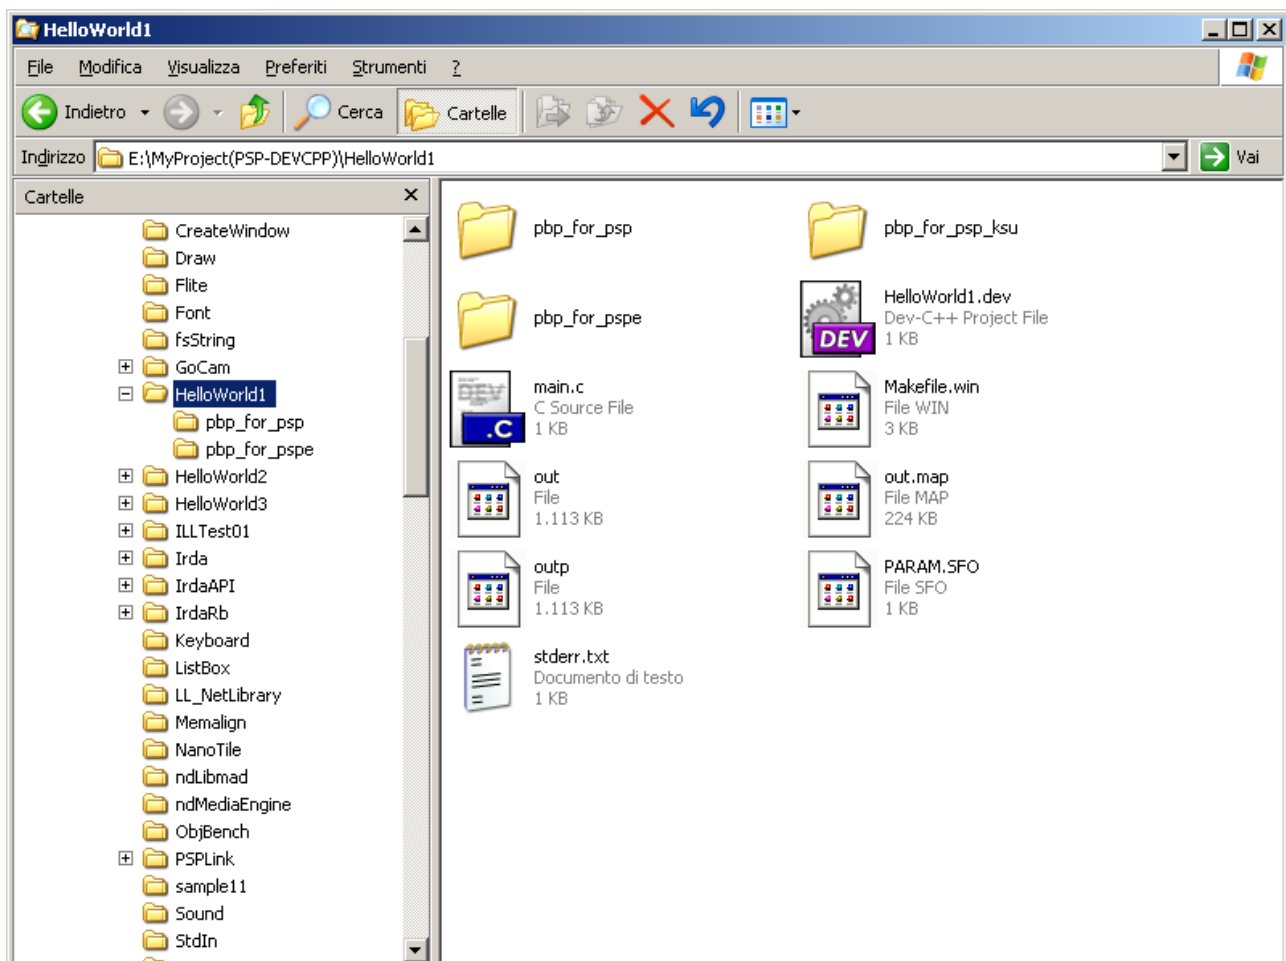 HelloWorld1
File Modifica Visualizza Preferiti Strumenti ?
Indietro Cerca Cartelle
Indirizzo E:\MyProject(PSP-DEVCPP)\HelloWorld1 Vai
Cartelle
CreateWindow
Draw
Flite
Font
fsString
GoCam
HelloWorld1
pbp_for_psp
pbp_for_pspe
HelloWorld2
HelloWorld3
ILLTest01
Irda
IrdaAPI
IrdaRb
Keyboard
ListBox
LL_NetLibrary
Memalign
NanoTile
ndLibmad
ndMediaEngine
ObjBench
PSPLink
sample11
Sound
StdIn
pbp_for_psp
pbp_for_psp_ksu
pbp_for_pspe
DEV
HelloWorld1.dev
Dev-C++ Project File
1 KB
DEV
.C
main.c
C Source File
1 KB
Makefile.win
File WIN
3 KB
out
File
1.113 KB
out.map
File MAP
224 KB
outp
File
1.113 KB
PARAM.SFO
File SFO
1 KB
stderr.txt
Documento di testo
1 KB